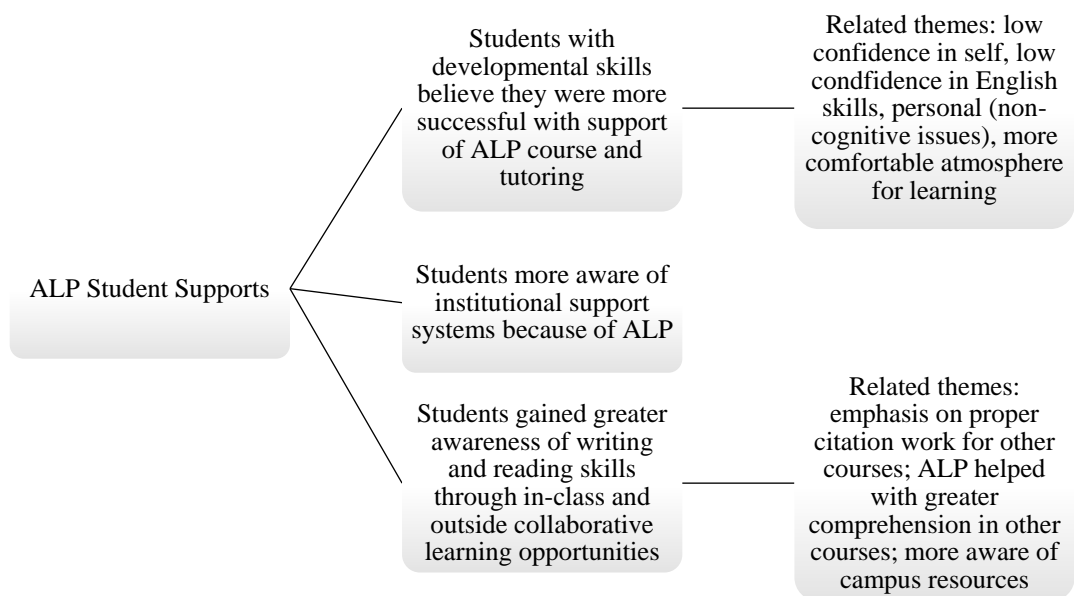 ALP Student Supports
Students with
developmental skills
believe they were more
successful with support
of ALP course and
tutoring
Related themes: low
confidence in self, low
condfidence in English
skills, personal (non-
cognitive issues), more
comfortable atmosphere
for learning
Students more aware of
institutional support
systems because of ALP
Students gained greater
awareness of writing
and reading skills
through in-class and
outside collaborative
learning opportunities
Related themes:
emphasis on proper
citation work for other
courses; ALP helped
with greater
comprehension in other
courses; more aware of
campus resources